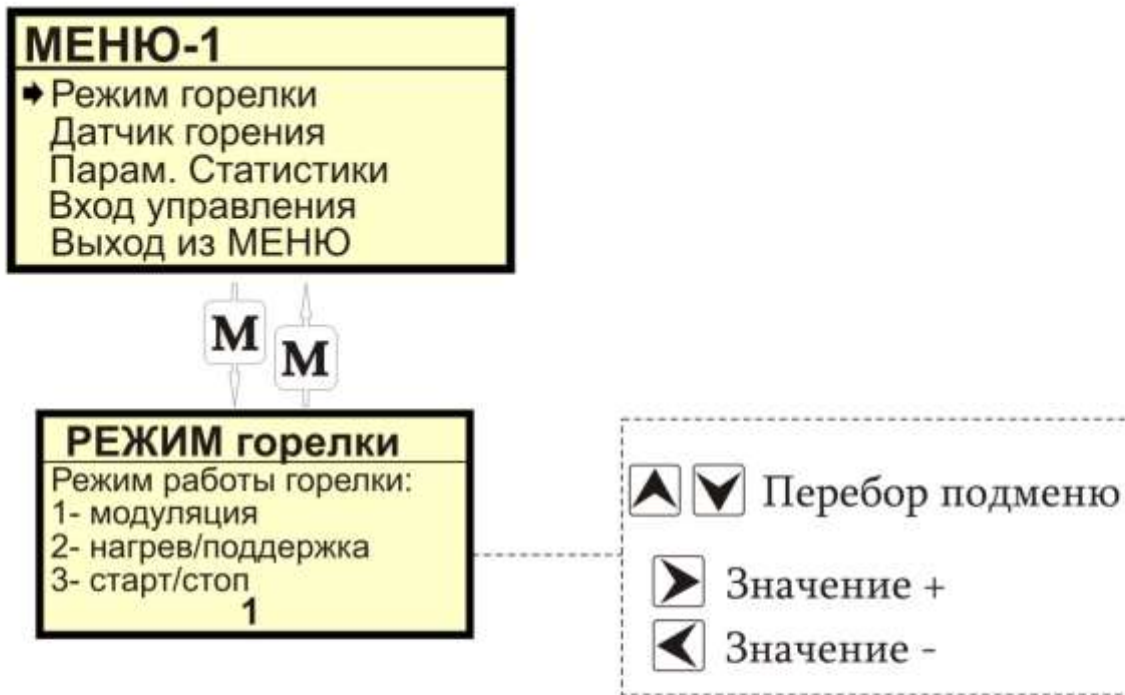 МЕНЮ-1
Режим горелки
Датчик горения
Парам. Статистики
Вход управления
Выход из МЕНЮ
М
М
РЕЖИМ горелки
Режим работы горелки:
1- модуляция
2- нагрев/поддержка
3- старт/стоп
1
Перебор подменю
Значение +
Значение -